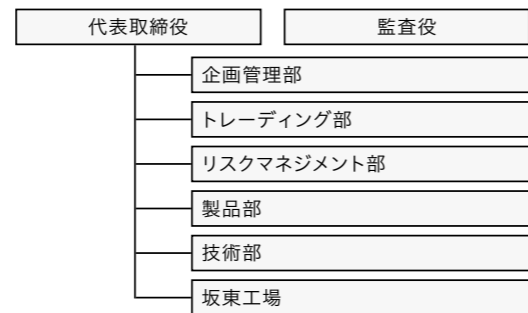 代表取締役
監査役
企画管理部
トレーディング部
リスクマネジメント部
製品部
技術部
坂東工場